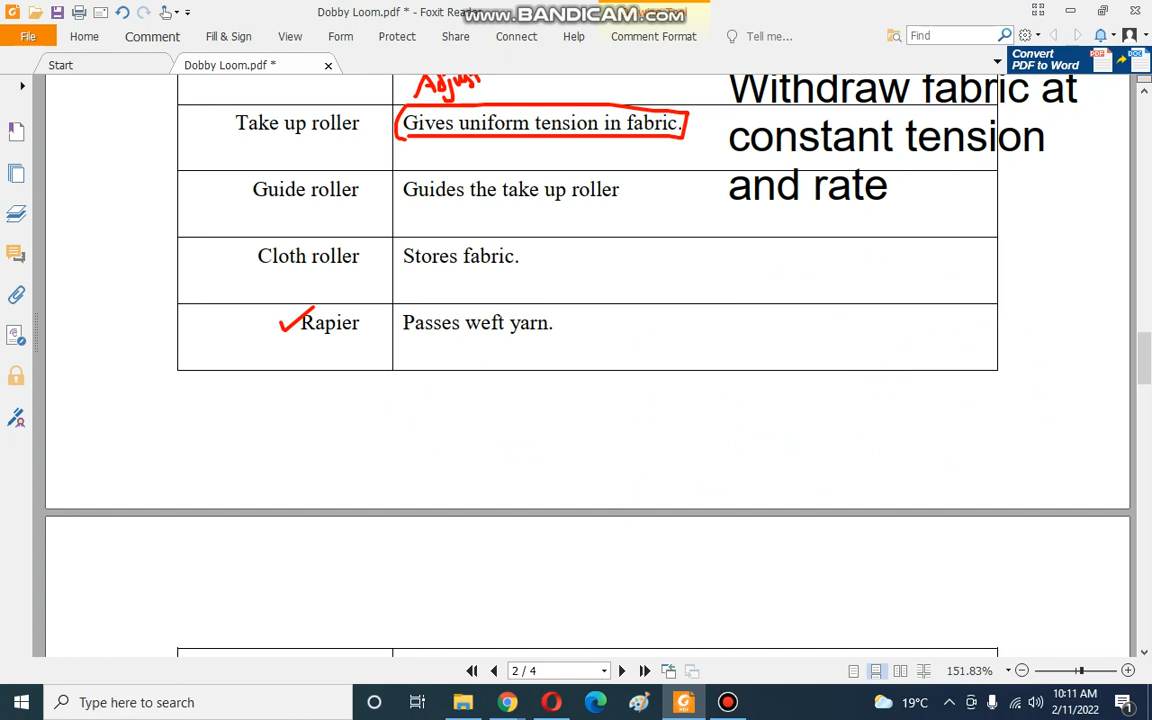 Dobby Loom.pdf * - Foxit Reader
www.BANDICAM.com
File Home Comment Fill & Sign View Form Protect Share Connect Help Comment Format Tell me... Find
Start Dobby Loom.pdf *
Convert
PDF to Word
Adjus
Withdraw fabric at
constant tension
and rate
Take up roller Gives uniform tension in fabric.
Guide roller Guides the take up roller
Cloth roller Stores fabric.
Rapier Passes weft yarn.
2 / 4 151.83%
Type here to search
19°C
10:11 AM
2/11/2022
1